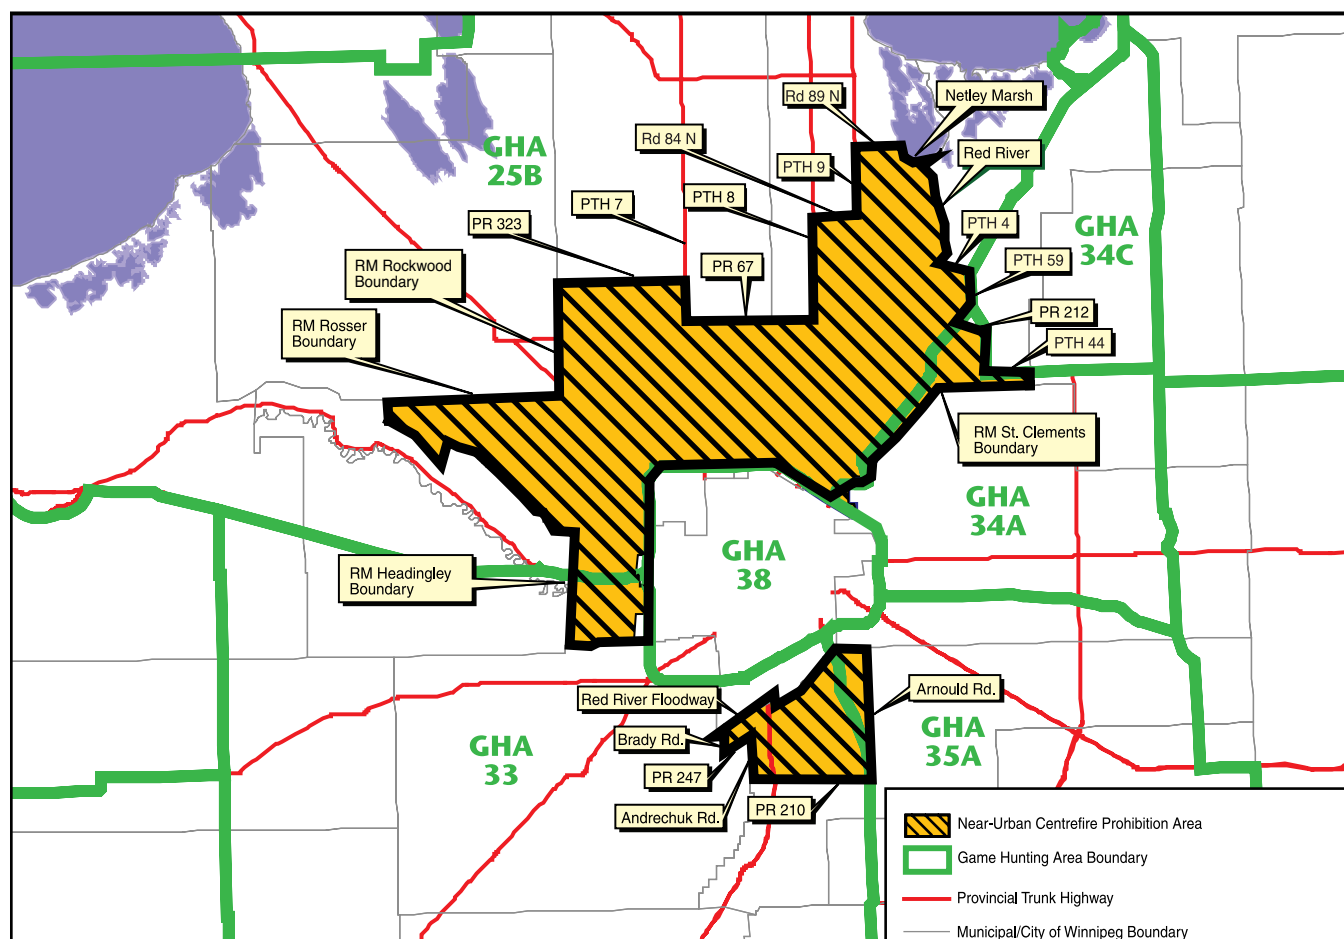 Rd 89 N
Netley Marsh
Rd 84 N
GHA
25B
PTH 9
Red River
PTH 7
PTH 8
PR 323
PTH 4
GHA
34C
RM Rockwood
Boundary
PR 67
PTH 59
RM Rosser
Boundary
PR 212
PTH 44
RM St. Clements
Boundary
GHA
34A
GHA
38
RM Headingley
Boundary
Red River Floodway
Arnould Rd.
Brady Rd.
GHA
33
GHA
35A
PR 247
Andrechuk Rd.
PR 210
Near-Urban Centrefire Prohibition Area
Game Hunting Area Boundary
Provincial Trunk Highway
Municipal/City of Winnipeg Boundary